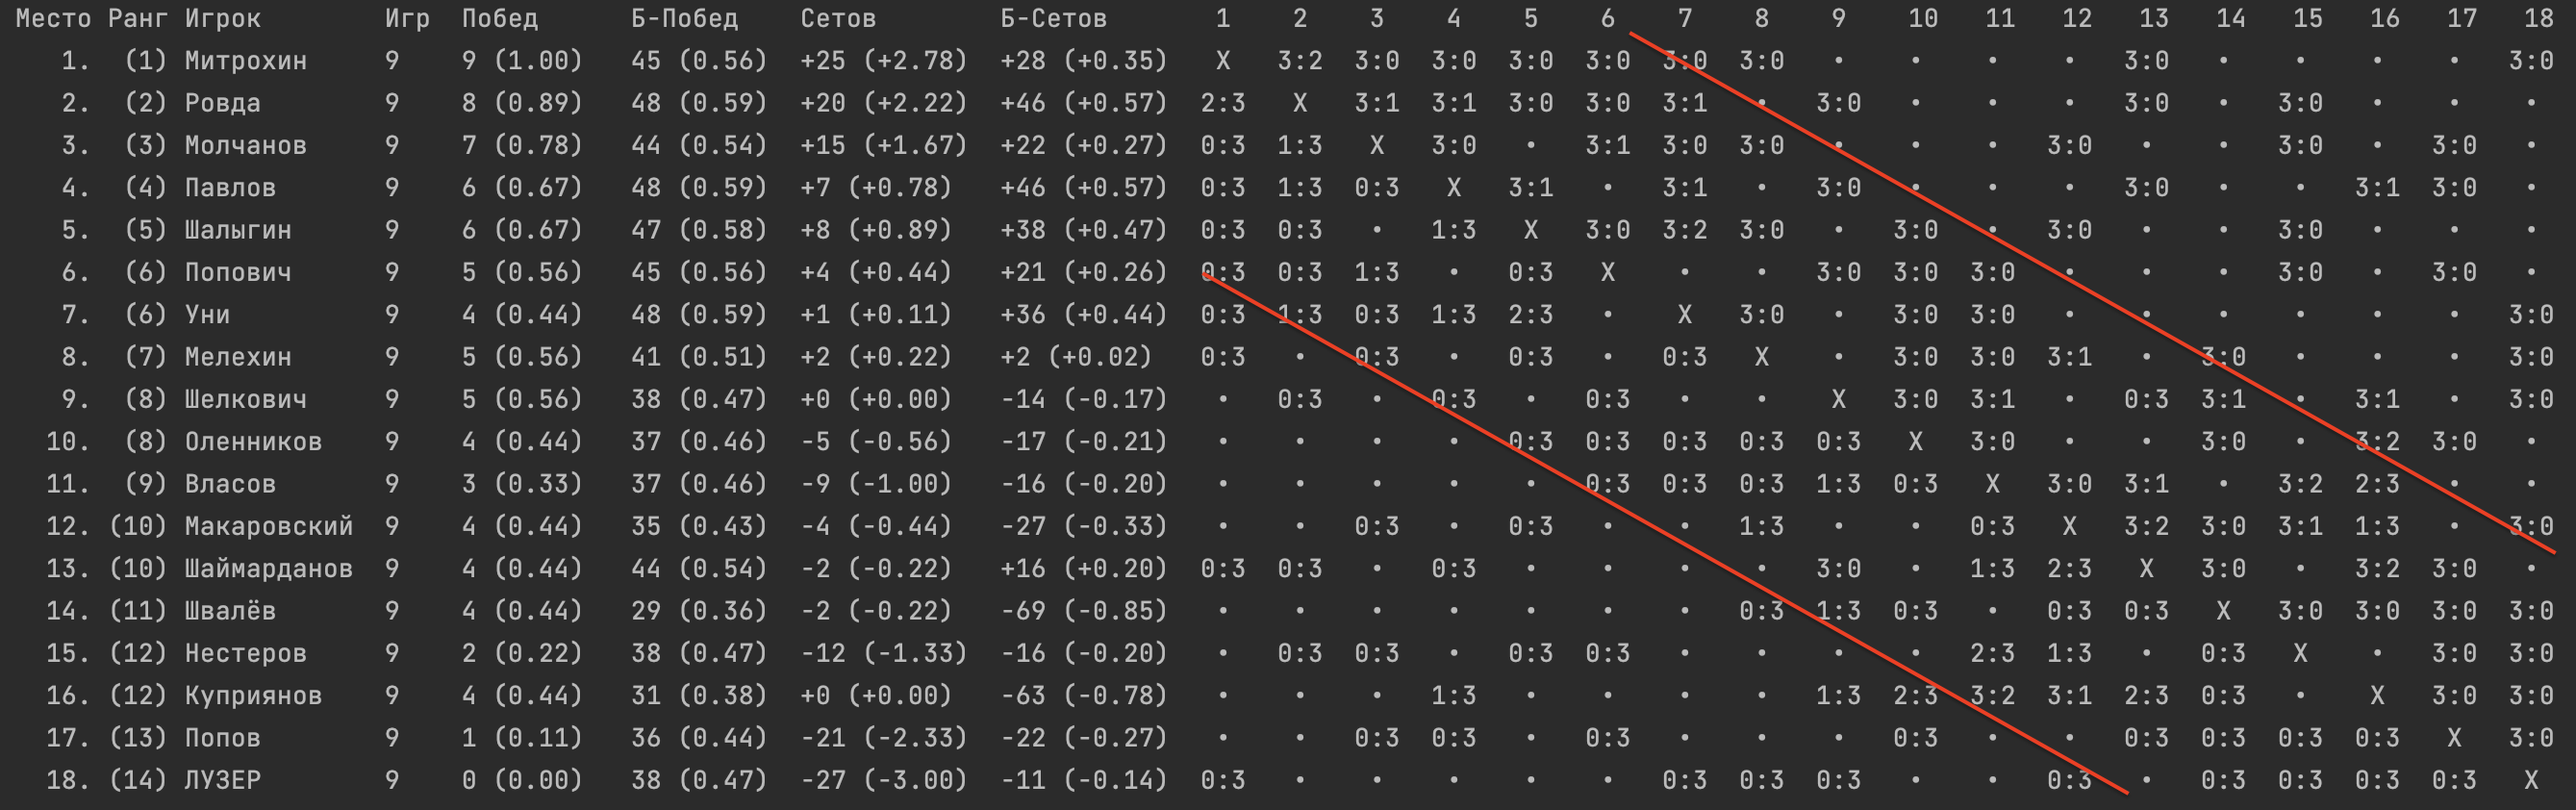 Место Ранг Игрок Игр Побед Б-Побед Сетов Б-Сетов 1 2 3 4 5 6 7 8 9 10 11 12 13 14 15 16 17 18
1. (1) Митрохин 9 9 (1.00) 45 (0.56) +25 (+2.78) +28 (+0.35) X 3:2 3:0 3:0 3:0 3:0 3:0 3:0 • • • • 3:0 • • • • 3:0
2. (2) Ровда 9 8 (0.89) 48 (0.59) +20 (+2.22) +46 (+0.57) 2:3 X 3:1 3:1 3:0 3:0 3:1 • 3:0 • • • 3:0 • 3:0 • • •
3. (3) Молчанов 9 7 (0.78) 44 (0.54) +15 (+1.67) +22 (+0.27) 0:3 1:3 X 3:0 • 3:1 3:0 3:0 • • • 3:0 • • 3:0 • 3:0 •
4. (4) Павлов 9 6 (0.67) 48 (0.59) +7 (+0.78) +46 (+0.57) 0:3 1:3 0:3 X 3:1 • 3:1 • 3:0 • • • 3:0 • • 3:1 3:0 •
5. (5) Шалыгин 9 6 (0.67) 47 (0.58) +8 (+0.89) +38 (+0.47) 0:3 0:3 • 1:3 X 3:0 3:2 3:0 • 3:0 • 3:0 • • 3:0 • • •
6. (6) Попович 9 5 (0.56) 45 (0.56) +4 (+0.44) +21 (+0.26) 0:3 0:3 1:3 • 0:3 X • • 3:0 3:0 3:0 • • • 3:0 • 3:0 •
7. (6) Уни 9 4 (0.44) 48 (0.59) +1 (+0.11) +36 (+0.44) 0:3 1:3 0:3 1:3 2:3 • X 3:0 • 3:0 3:0 • • • • • • 3:0
8. (7) Мелехин 9 5 (0.56) 41 (0.51) +2 (+0.22) +2 (+0.02) 0:3 • 0:3 • 0:3 • 0:3 X • 3:0 3:0 3:1 • 3:0 • • • 3:0
9. (8) Шелкович 9 5 (0.56) 38 (0.47) +0 (+0.00) -14 (-0.17) • 0:3 • 0:3 • 0:3 • • X 3:0 3:1 • 0:3 3:1 • 3:1 • 3:0
10. (8) Оленников 9 4 (0.44) 37 (0.46) -5 (-0.56) -17 (-0.21) • • • • 0:3 0:3 0:3 0:3 0:3 X 3:0 • • 3:0 • 3:2 3:0 •
11. (9) Власов 9 3 (0.33) 37 (0.46) -9 (-1.00) -16 (-0.20) • • • • • 0:3 0:3 0:3 1:3 0:3 X 3:0 3:1 • 3:2 2:3 • •
12. (10) Макаровский 9 4 (0.44) 35 (0.43) -4 (-0.44) -27 (-0.33) • • 0:3 • 0:3 • • 1:3 • • 0:3 X 3:2 3:0 3:1 1:3 • 3:0
13. (10) Шаймарданов 9 4 (0.44) 44 (0.54) -2 (-0.22) +16 (+0.20) 0:3 0:3 • 0:3 • • • • 3:0 • 1:3 2:3 X 3:0 • 3:2 3:0 •
14. (11) Швалёв 9 4 (0.44) 29 (0.36) -2 (-0.22) -69 (-0.85) • • • • • • • 0:3 1:3 0:3 • 0:3 0:3 X 3:0 3:0 3:0 3:0
15. (12) Нестеров 9 2 (0.22) 38 (0.47) -12 (-1.33) -16 (-0.20) • 0:3 0:3 • 0:3 0:3 • • • • 2:3 1:3 • 0:3 X • 3:0 3:0
16. (12) Куприянов 9 4 (0.44) 31 (0.38) +0 (+0.00) -63 (-0.78) • • • 1:3 • • • • 1:3 2:3 3:2 3:1 2:3 0:3 • X 3:0 3:0
17. (13) Попов 9 1 (0.11) 36 (0.44) -21 (-2.33) -22 (-0.27) • • 0:3 0:3 • 0:3 • • • 0:3 • • 0:3 0:3 0:3 0:3 X 3:0
18. (14) ЛУЗЕР 9 0 (0.00) 38 (0.47) -27 (-3.00) -11 (-0.14) 0:3 • • • • • 0:3 0:3 0:3 • • 0:3 • 0:3 0:3 0:3 0:3 X